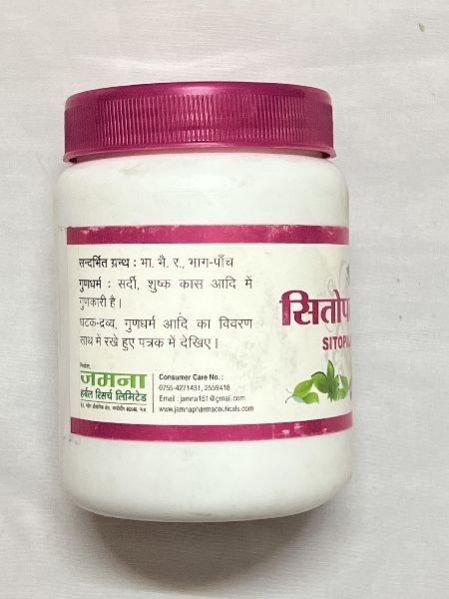 सन्दर्भित ग्रन्थ : भा. भै. र., भाग-पाँच
गुणधर्म : सर्दी, शुष्क कास आदि में
गुणकारी है।
घटक-द्रव्य, गुणधर्म आदि का विवरण
साथ में रखे हुए पत्रक में देखिए।
जमना
हर्बल रिसर्च लिमिटेड
Consumer Care No. :
0755-4271451, 2559418
Email : jamna151@gmail.com
www.jamnapharmaceuticals.com
सितोप
SITOPLA